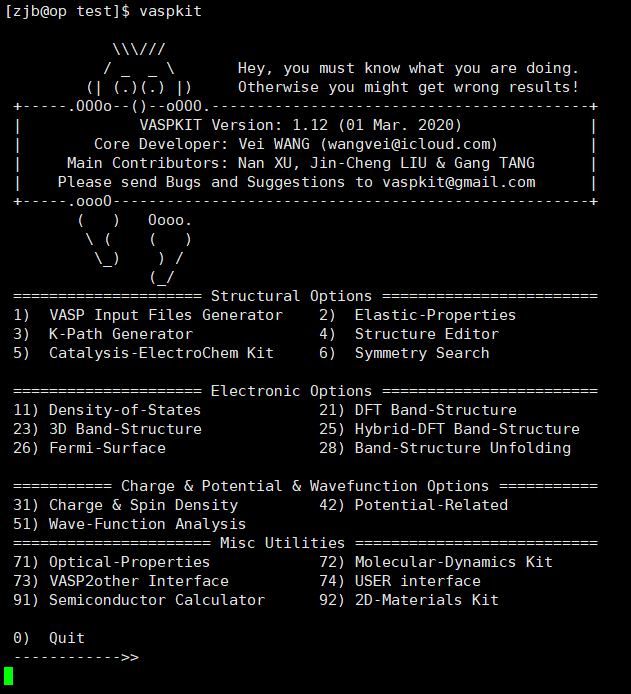 [zjb@op test]$ vaspkit
            \\\///
           / _  _ \       Hey, you must know what you are doing.
         (| (.)(.) |)     Otherwise you might get wrong results!
 +-----.OOOo--()--oOOO.------------------------------------------+
 |             VASPKIT Version: 1.12 (01 Mar. 2020)              |
 |        Core Developer: Vei WANG (wangvei@icloud.com)          |
 |     Main Contributors: Nan XU, Jin-Cheng LIU & Gang TANG      |
 |    Please send Bugs and Suggestions to vaspkit@gmail.com      |
 +-----.oooO-----------------------------------------------------+
        (   )   Oooo.
         \ (    (   )
          \_)    ) /
                (_/
 ===================== Structural Options ========================
 1)  VASP Input Files Generator    2)  Elastic-Properties
 3)  K-Path Generator              4)  Structure Editor
 5)  Catalysis-ElectroChem Kit     6)  Symmetry Search
 ===================== Electronic Options ========================
 11) Density-of-States             21) DFT Band-Structure
 23) 3D Band-Structure             25) Hybrid-DFT Band-Structure
 26) Fermi-Surface                 28) Band-Structure Unfolding
 =========== Charge & Potential & Wavefunction Options ===========
 31) Charge & Spin Density         42) Potential-Related
 51) Wave-Function Analysis
 ====================== Misc Utilities ===========================
 71) Optical-Properties            72) Molecular-Dynamics Kit
 73) VASP2other Interface          74) USER interface
 91) Semiconductor Calculator      92) 2D-Materials Kit
 0)  Quit
 ------------>>